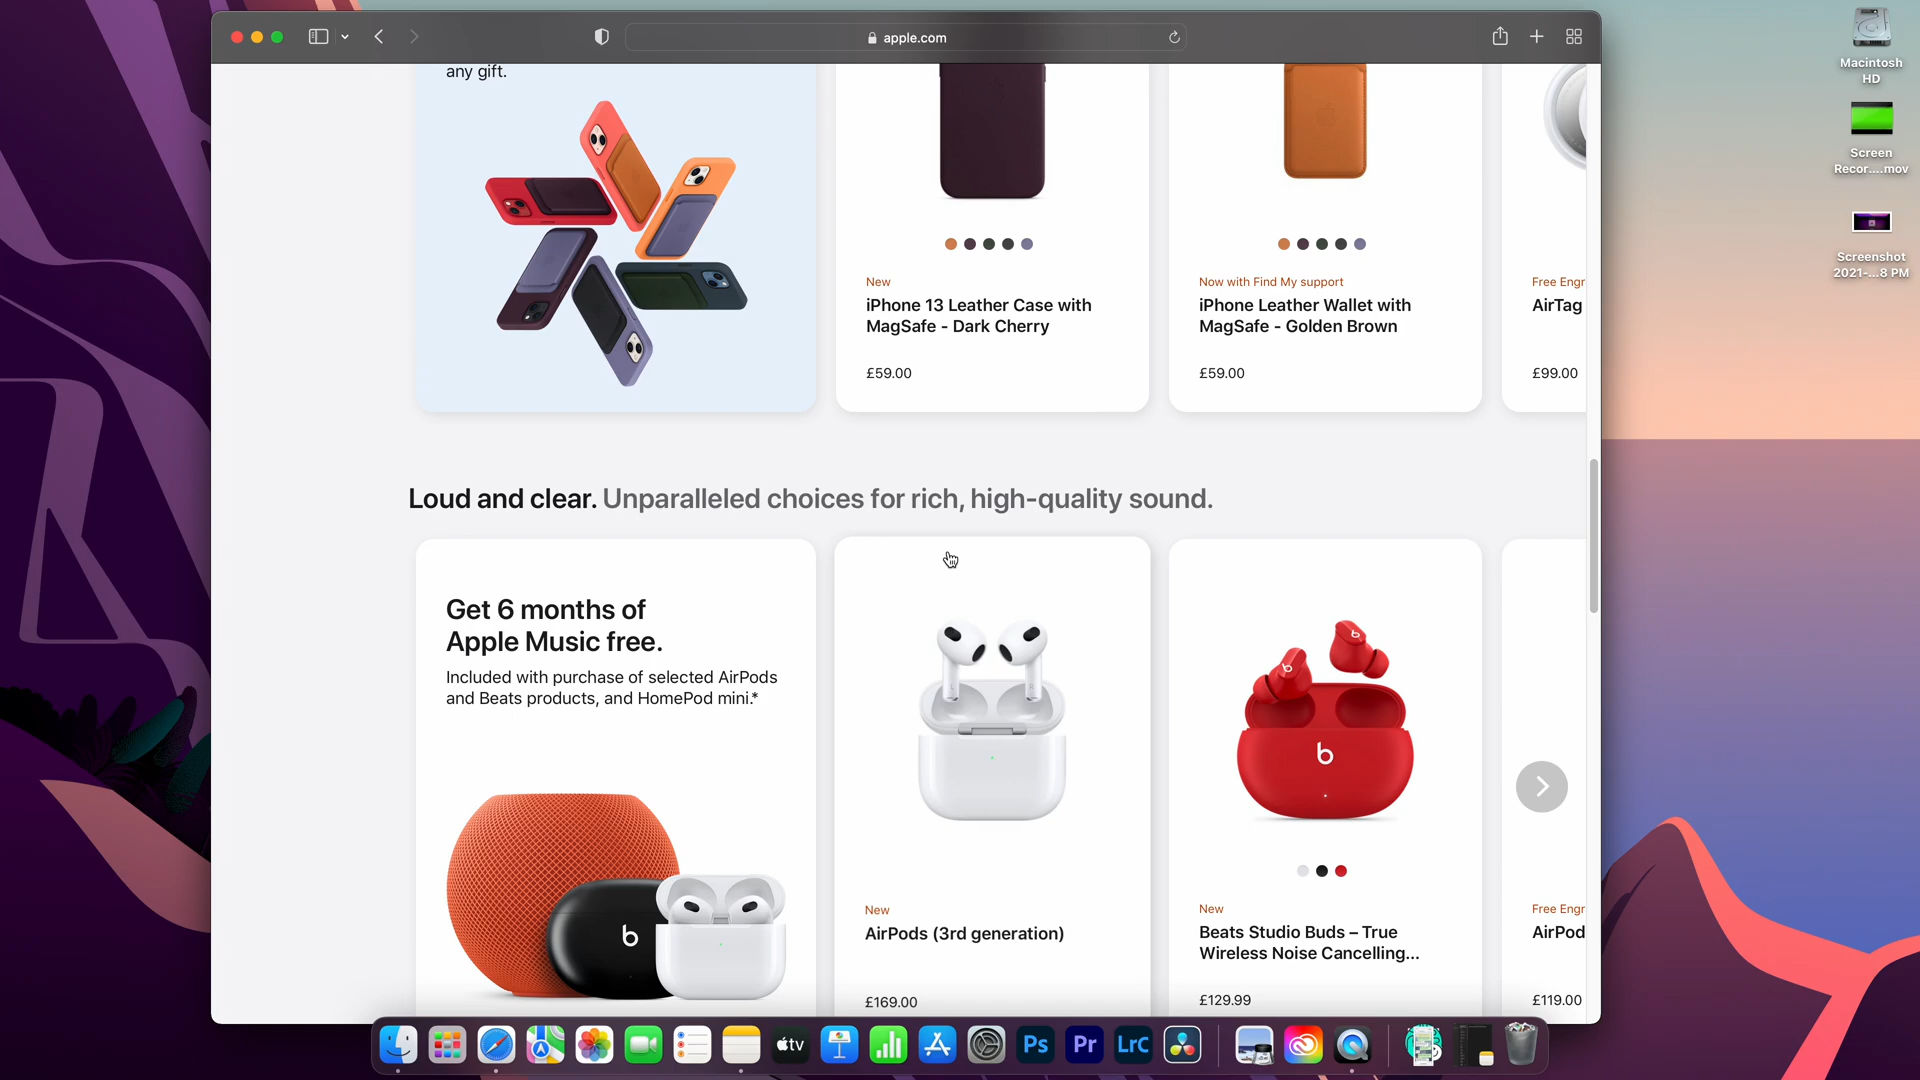 apple.com
Macintosh
HD
Screen
Recor....mov
Screenshot
2021-...8 PM
any gift.
New
iPhone 13 Leather Case with
MagSafe - Dark Cherry
£59.00
Now with Find My support
iPhone Leather Wallet with
MagSafe - Golden Brown
£59.00
Free Engr
AirTag
£99.00
Loud and clear. Unparalleled choices for rich, high-quality sound.
Get 6 months of
Apple Music free.
Included with purchase of selected AirPods
and Beats products, and HomePod mini.*
New
AirPods (3rd generation)
£169.00
New
Beats Studio Buds – True
Wireless Noise Cancelling...
£129.99
Free Engr
AirPod
£119.00
tv
Ps
Pr
LrC